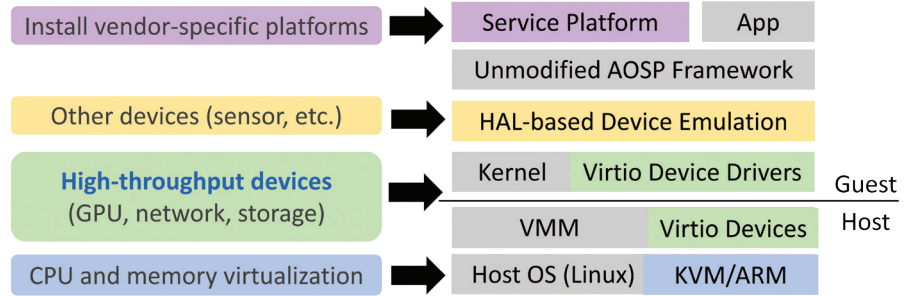 Install vendor-specific platforms
Service Platform
App
Unmodified AOSP Framework
Other devices (sensor, etc.)
HAL-based Device Emulation
High-throughput devices
(GPU, network, storage)
Kernel
Virtio Device Drivers
Guest
Host
VMM
Virtio Devices
CPU and memory virtualization
Host OS (Linux)
KVM/ARM